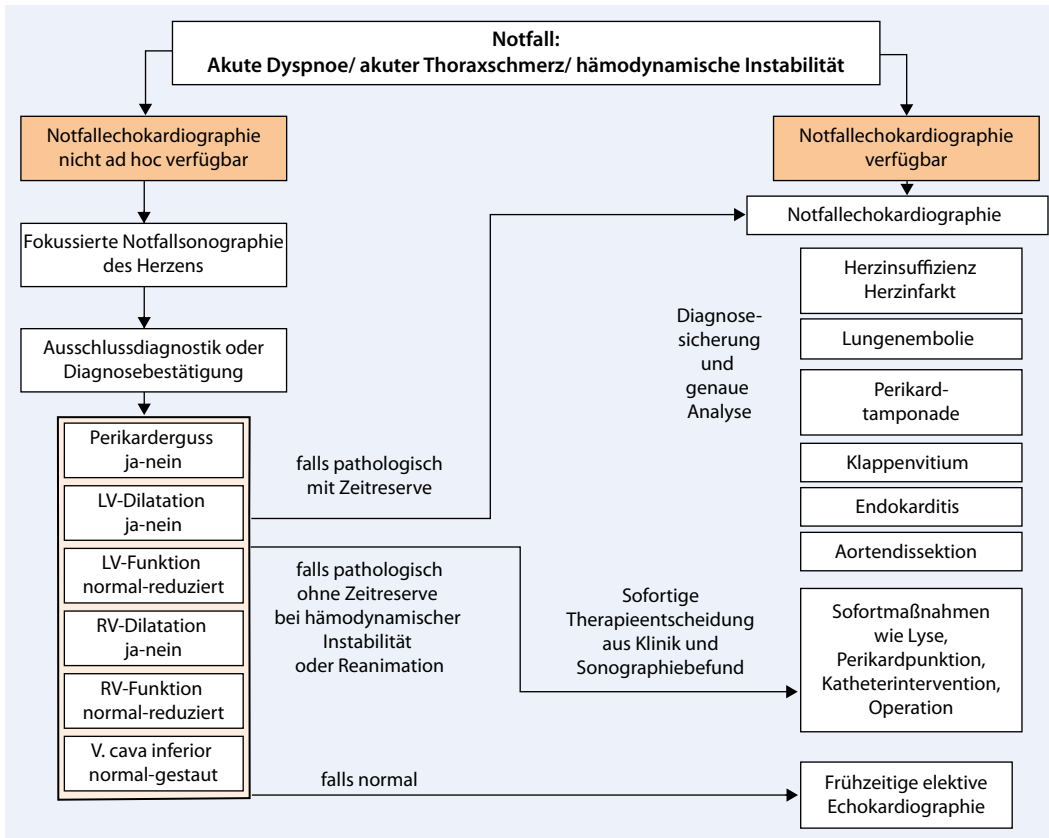 Notfall:
Akute Dyspnoe/ akuter Thoraxschmerz/ hämodynamische Instabilität
Notfallechokardiographie
nicht ad hoc verfügbar
Fokussierte Notfallsonographie
des Herzens
Ausschlussdiagnostik oder
Diagnosebestätigung
Perikarderguss
ja-nein
LV-Dilatation
ja-nein
LV-Funktion
normal-reduziert
RV-Dilatation
ja-nein
RV-Funktion
normal-reduziert
V. cava inferior
normal-gestaut
falls pathologisch
mit Zeitreserve
falls pathologisch
ohne Zeitreserve
bei hämodynamischer
Instabilität
oder Reanimation
falls normal
Notfallechokardiographie
verfügbar
Notfallechokardiographie
Diagnose-
sicherung
und
genaue
Analyse
Herzinsuffizienz
Herzinfarkt
Lungenembolie
Perikard-
tamponade
Klappenvitium
Endokarditis
Aortendissektion
Sofortige
Therapieentscheidung
aus Klinik und
Sonographiebefund
Sofortmaßnahmen
wie Lyse,
Perikardpunktion,
Katheterintervention,
Operation
Frühzeitige elektive
Echokardiographie